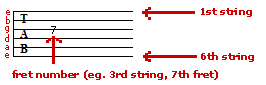 e
b
g
d
a
e
T
A
B
7
1st string
6th string
fret number (eg. 3rd string, 7th fret)